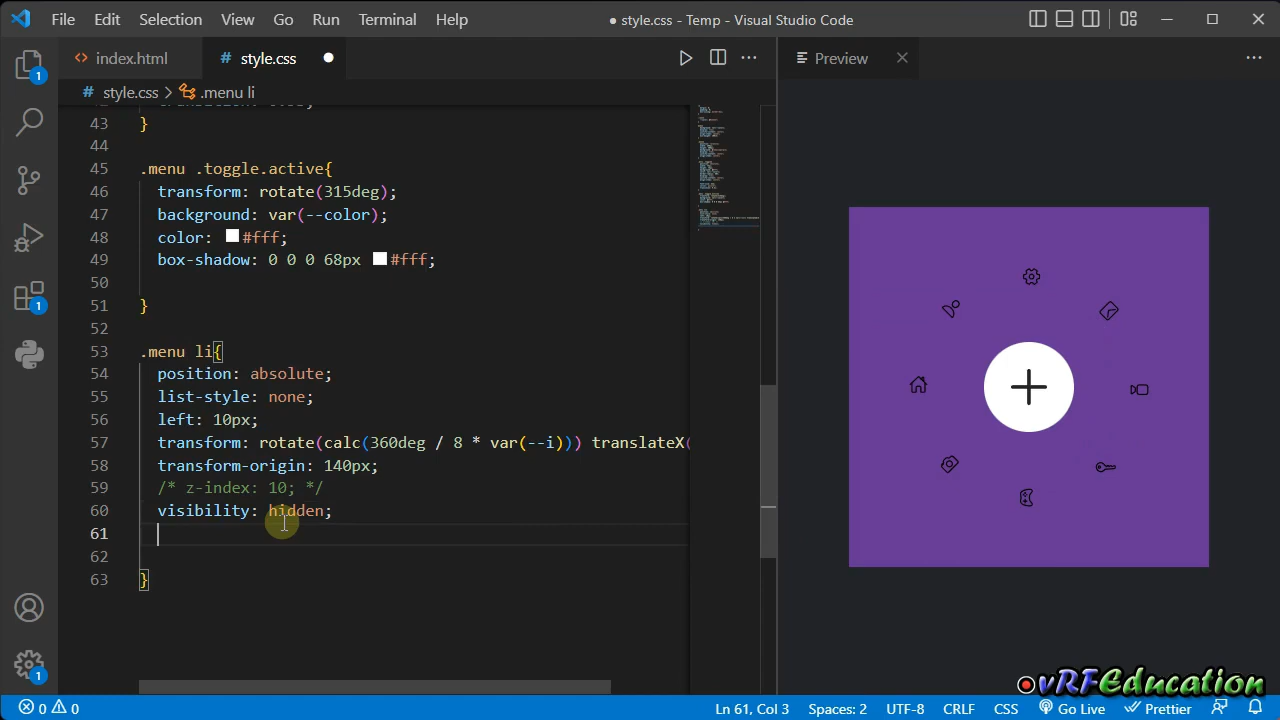 File Edit Selection View Go Run Terminal Help
● style.css - Temp - Visual Studio Code
<> index.html
# style.css ●
Preview
# style.css > .menu li
43 }
44
45 .menu .toggle.active{
46 transform: rotate(315deg);
47 background: var(--color);
48 color: #fff;
49 box-shadow: 0 0 0 68px #fff;
50
51 }
52
53 .menu li{
54 position: absolute;
55 list-style: none;
56 left: 10px;
57 transform: rotate(calc(360deg / 8 * var(--i))) translateX(
58 transform-origin: 140px;
59 /* z-index: 10; */
60 visibility: hidden;
61
62
63 }
1
1
1
vRFEducation
0 0 Ln 61, Col 3 Spaces: 2 UTF-8 CRLF CSS Go Live Prettier